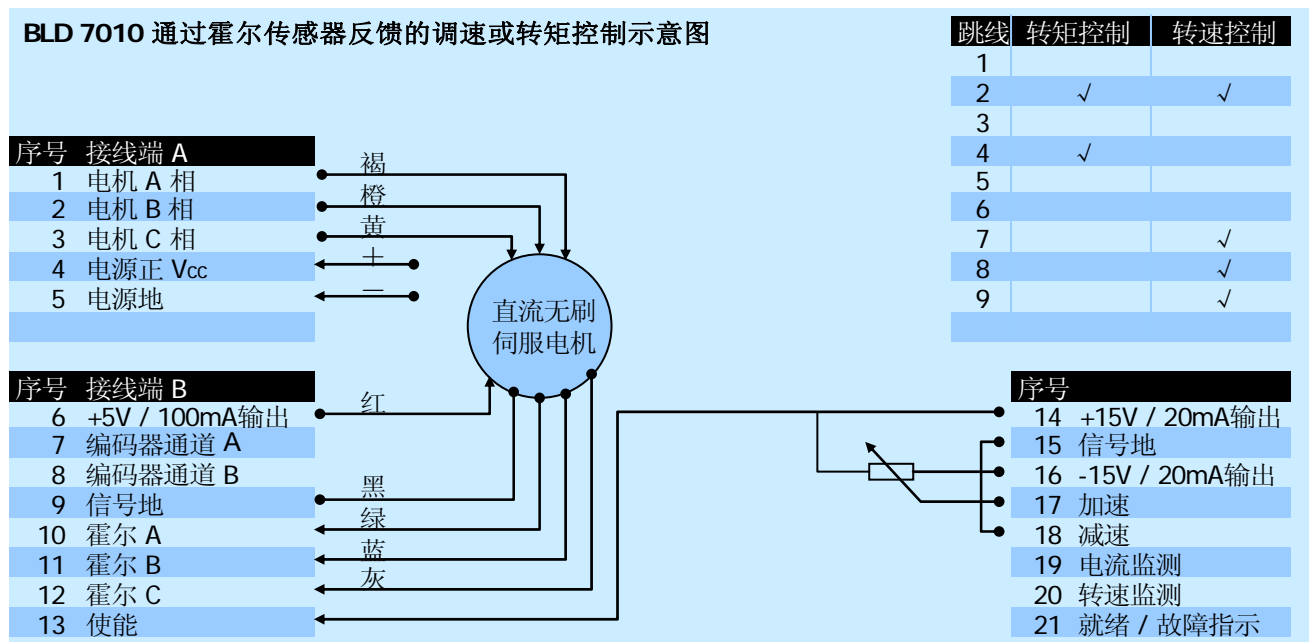 BLD 7010 通过霍尔传感器反馈的调速或转矩控制示意图
跳线 转矩控制 转速控制
1
2 √ √
3
4 √
5
6
7 √
8 √
9 √
序号 接线端 A
1 电机 A 相 褐
2 电机 B 相 橙
3 电机 C 相 黄
4 电源正 Vcc +
5 电源地 —
直流无刷
伺服电机
序号 接线端 B
6 +5V / 100mA输出 红
7 编码器通道 A
8 编码器通道 B
9 信号地 黑
10 霍尔 A 绿
11 霍尔 B 蓝
12 霍尔 C 灰
13 使能
序号
14 +15V / 20mA输出
15 信号地
16 -15V / 20mA输出
17 加速
18 减速
19 电流监测
20 转速监测
21 就绪 / 故障指示